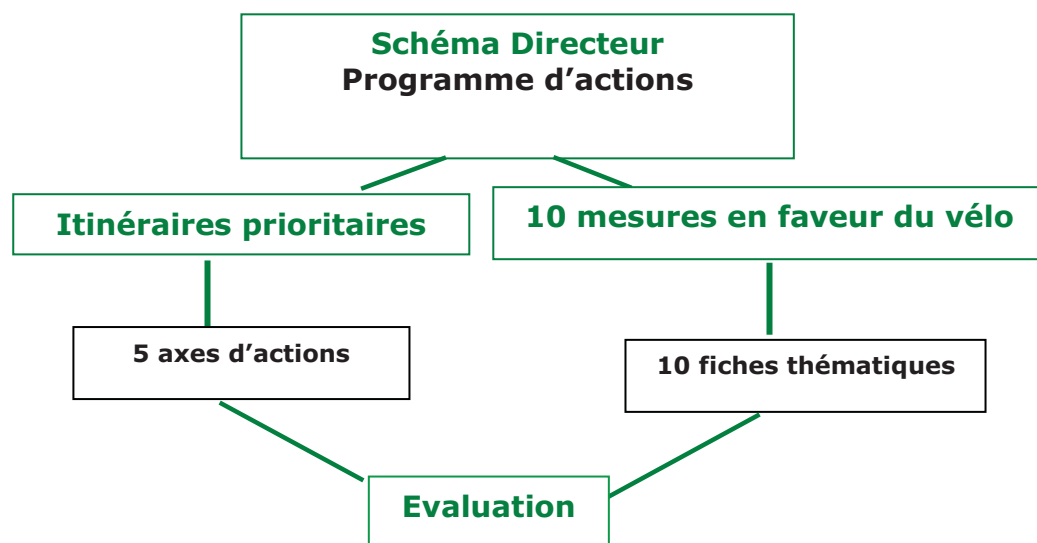 Schéma Directeur
Programme d’actions
Itinéraires prioritaires
10 mesures en faveur du vélo
5 axes d’actions
10 fiches thématiques
Evaluation